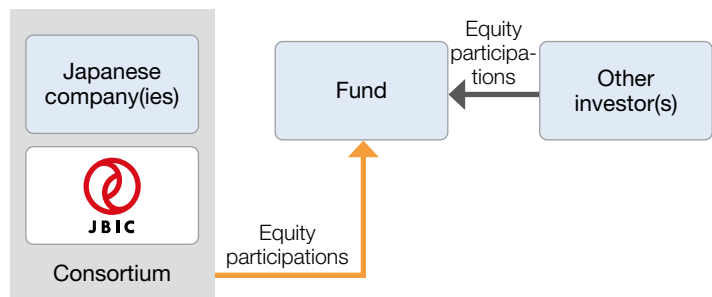 Japanese
company(ies)
JBIC
Consortium
Equity
participations
Fund
Equity
participa-
tions
Other
investor(s)